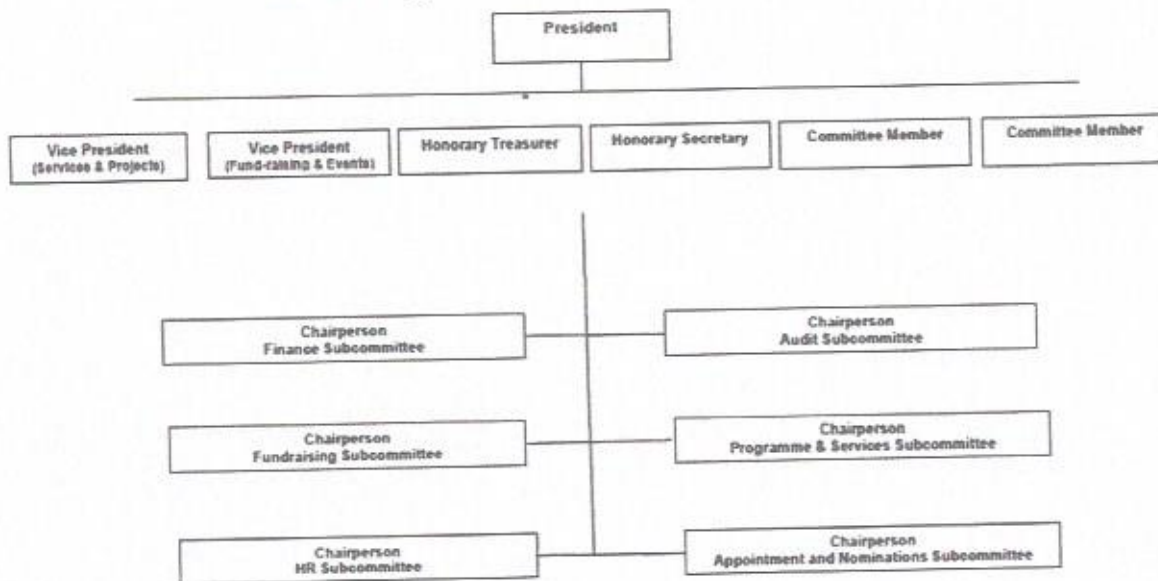 President
Vice President
(Services & Projects)
Vice President
(Fund-raising & Events)
Honorary Treasurer
Honorary Secretary
Committee Member
Committee Member
Chairperson
Finance Subcommittee
Chairperson
Audit Subcommittee
Chairperson
Fundraising Subcommittee
Chairperson
Programme & Services Subcommittee
Chairperson
HR Subcommittee
Chairperson
Appointment and Nominations Subcommittee